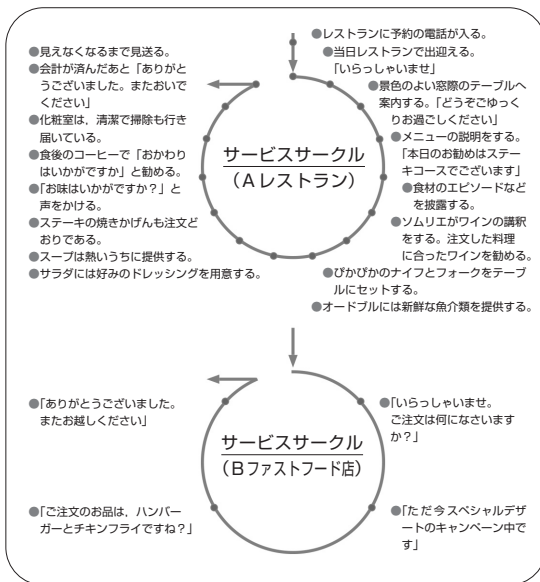 ●レストランに予約の電話が入る。
●当日レストランで出迎える。
「いらっしゃいませ」
●景色のよい窓際のテーブルへ
案内する。「どうぞごゆっく
りお過ごしください」
●メニューの説明をする。
「本日のお勧めはステー
キコースでございます」
●食材のエピソードなど
を披露する。
●ソムリエがワインの講釈
をする。注文した料理
に合ったワインを勧める。
●ぴかぴかのナイフとフォークをテーブ
ルにセットする。
●オードブルには新鮮な魚介類を提供する。
●見えなくなるまで見送る。
●会計が済んだあと「ありがと
うございました。またおいで
ください」
●化粧室は，清潔で掃除も行き
届いている。
●食後のコーヒーで「おかわり
はいかがですか」と勧める。
●「お味はいかがですか？」と
声をかける。
●ステーキの焼きかげんも注文ど
おりである。
●スープは熱いうちに提供する。
●サラダには好みのドレッシングを用意する。
サービスサークル
（Aレストラン）
●「いらっしゃいませ。
ご注文は何になさいます
か？」
●「ただ今スペシャルデザ
ートのキャンペーン中で
す」
●「ありがとうございました。
またお越しください」
●「ご注文のお品は，ハンバー
ガーとチキンフライですね？」
サービスサークル
（Bファストフード店）